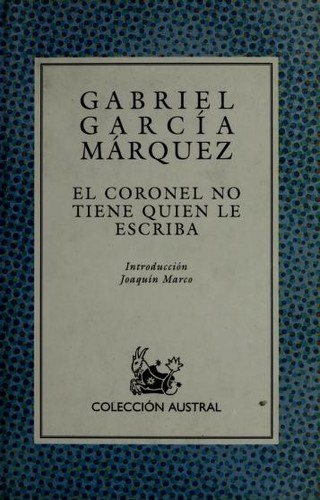 GABRIEL
GARCÍA
MÁRQUEZ
EL CORONEL NO
TIENE QUIEN LE
ESCRIBA
Introducción
Joaquín Marco
COLECCIÓN AUSTRAL